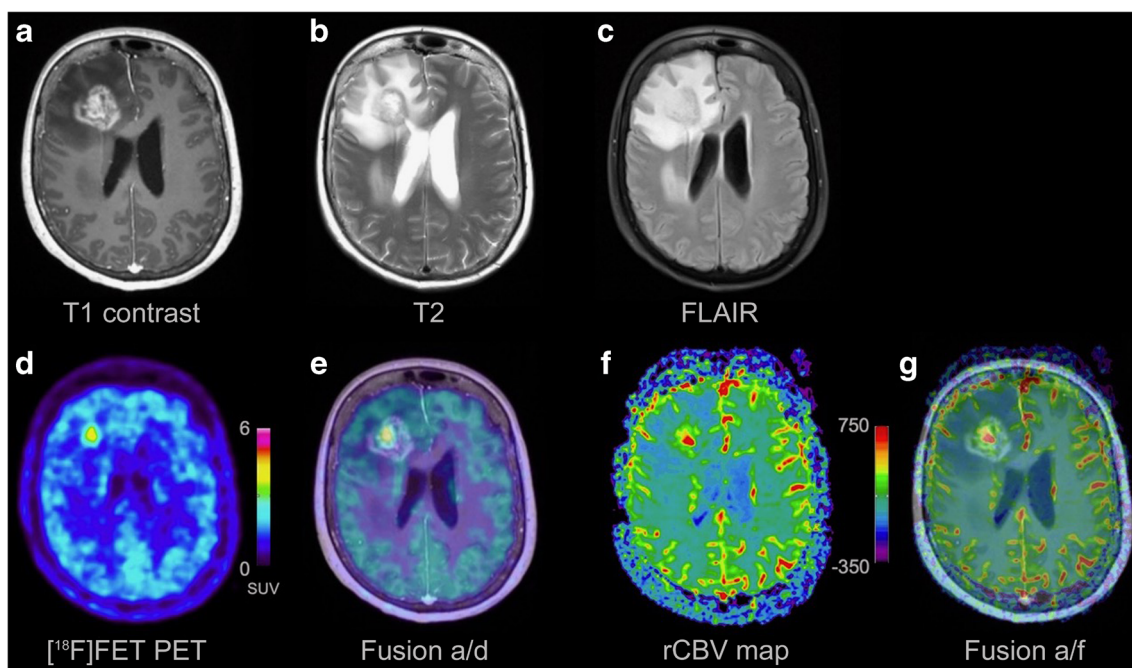 a
b
c
T1 contrast
T2
FLAIR
d
e
f
g
6
0
SUV
750
-350
[¹⁸F]FET PET
Fusion a/d
rCBV map
Fusion a/f